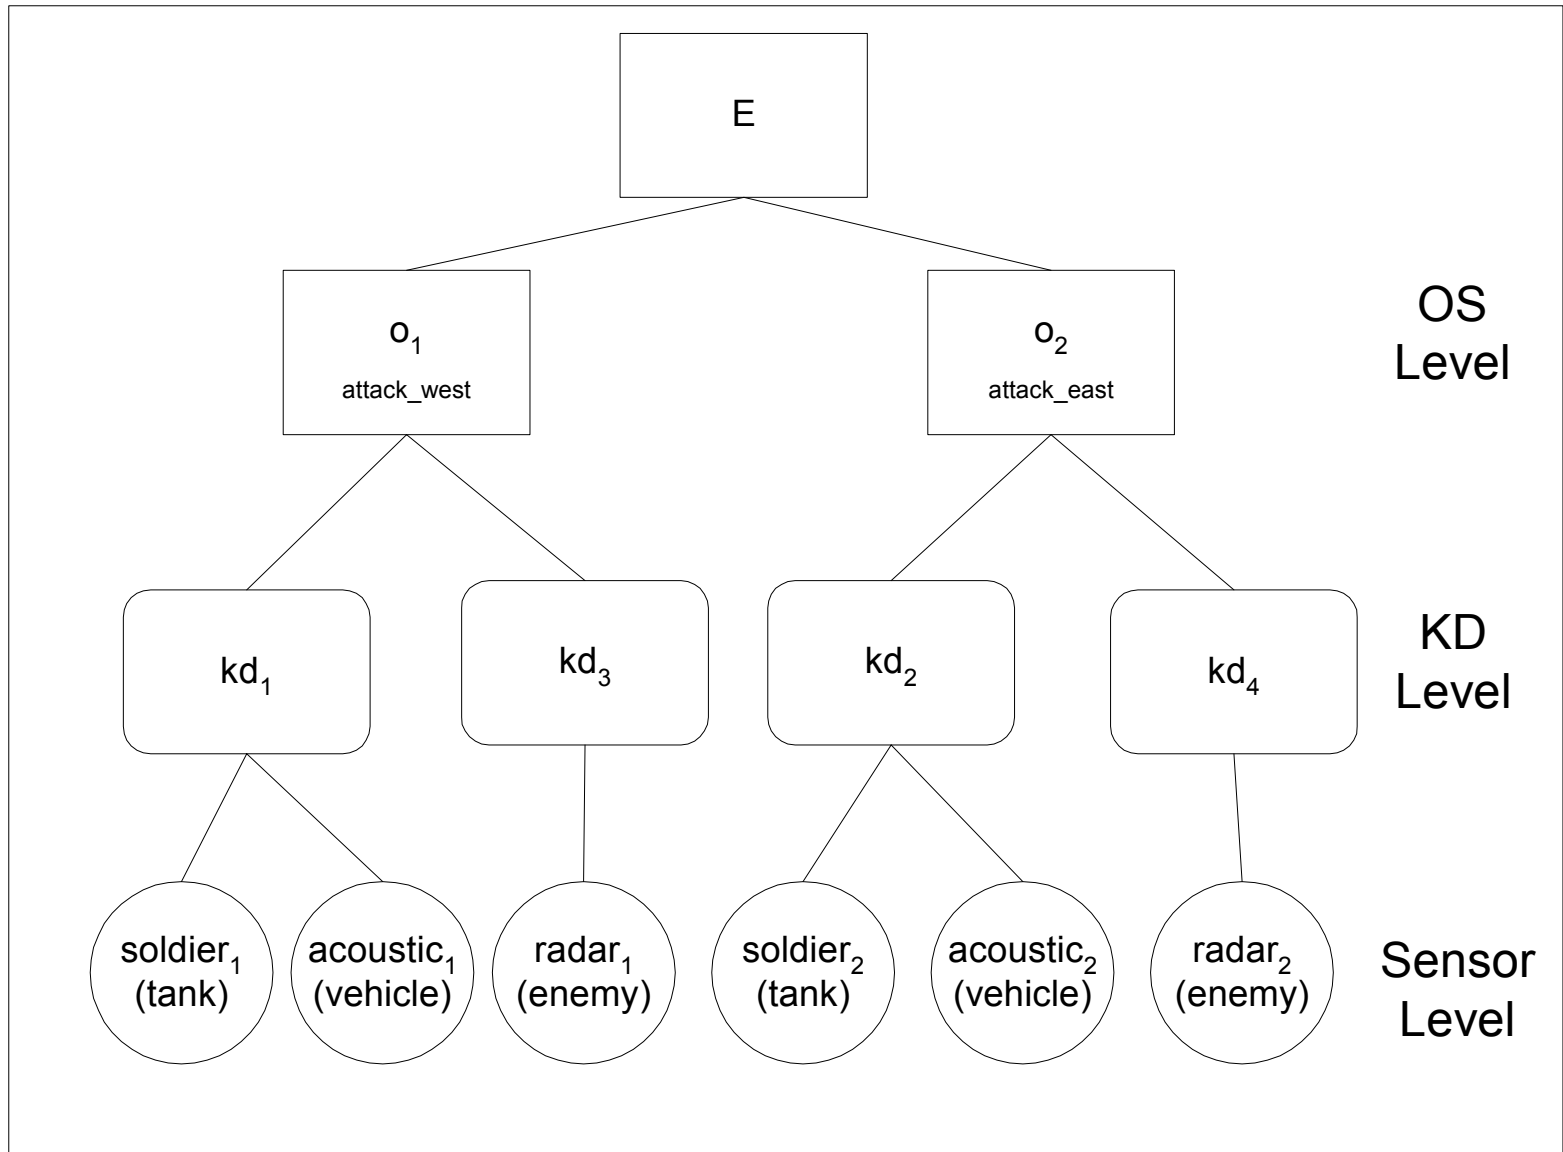 E
o₁
attack_west
o₂
attack_east
OS
Level
kd₁
kd₃
kd₂
kd₄
KD
Level
soldier₁
(tank)
acoustic₁
(vehicle)
radar₁
(enemy)
soldier₂
(tank)
acoustic₂
(vehicle)
radar₂
(enemy)
Sensor
Level